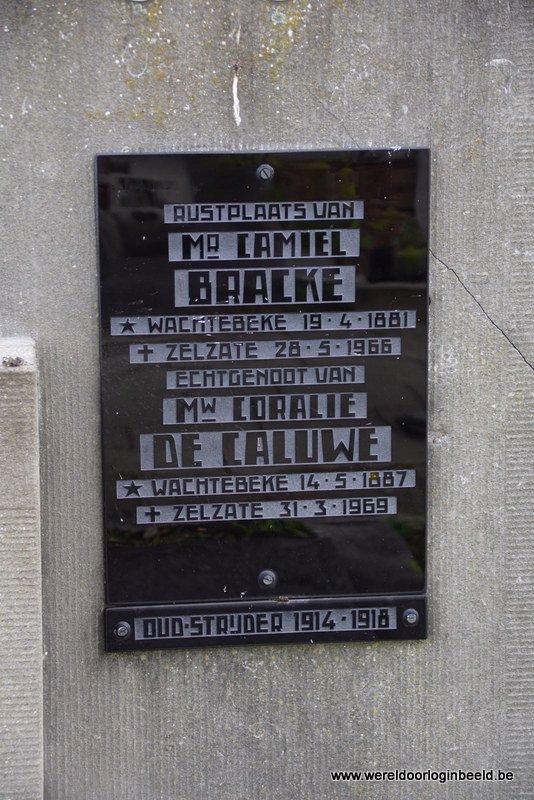 RUSTPLAATS VAN
MR CAMIEL
BRACKE
★ WACHTEBEKE 19·4·1881
✝ ZELZATE 28·5·1966
ECHTGENOOT VAN
MW CORALIE
DE CALUWE
★ WACHTEBEKE 14·5·1887
✝ ZELZATE 31·3·1969
OUD-STRIJDER 1914·1918
www.wereldoorloginbeeld.be